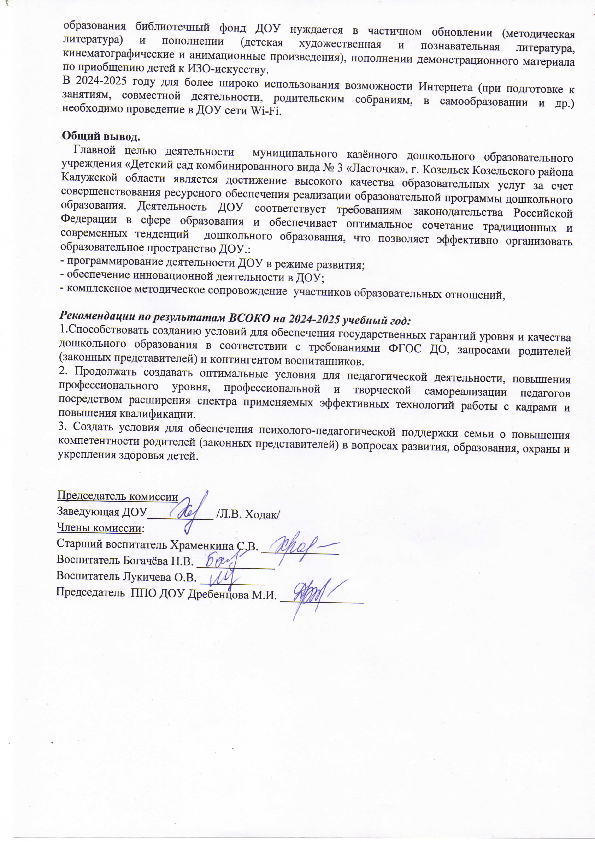 образования библиотечный фонд ДОУ нуждается в частичном обновлении (методическая
литература) и пополнении (детская художественная и познавательная литература,
кинематографические и анимационные произведения), пополнении демонстрационного материала
по приобщению детей к ИЗО-искусству.
В 2024-2025 году для более широко использования возможности Интернета (при подготовке к
занятиям, совместной деятельности, родительским собраниям, в самообразовании и др.)
необходимо проведение в ДОУ сети Wi-Fi.
Общий вывод.
Главной целью деятельности муниципального казённого дошкольного образовательного
учреждения «Детский сад комбинированного вида № 3 «Ласточка», г. Козельск Козельского района
Калужской области является достижение высокого качества образовательных услуг за счет
совершенствования ресурсного обеспечения реализации образовательной программы дошкольного
образования. Деятельность ДОУ соответствует требованиям законодательства Российской
Федерации в сфере образования и обеспечивает оптимальное сочетание традиционных и
современных тенденций дошкольного образования, что позволяет эффективно организовать
образовательное пространство ДОУ.:
- программирование деятельности ДОУ в режиме развития;
- обеспечение инновационной деятельности в ДОУ;
- комплексное методическое сопровождение участников образовательных отношений,
Рекомендации по результатам ВСОКО на 2024-2025 учебный год:
1.Способствовать созданию условий для обеспечения государственных гарантий уровня и качества
дошкольного образования в соответствии с требованиями ФГОС ДО, запросами родителей
(законных представителей) и контингентом воспитанников.
2. Продолжать создавать оптимальные условия для педагогической деятельности, повышения
профессионального уровня, профессиональной и творческой самореализации педагогов
посредством расширения спектра применяемых эффективных технологий работы с кадрами и
повышения квалификации.
3. Создать условия для обеспечения психолого-педагогической поддержки семьи о повышения
компетентности родителей (законных представителей) в вопросах развития, образования, охраны и
укрепления здоровья детей.
Председатель комиссии
Заведующая ДОУ____________ /Л.В. Ходак/
Члены комиссии:
Старший воспитатель Храменкина С.В. ______________
Воспитатель Богачёва Н.В. ______________
Воспитатель Лукичева О.В. ____________
Председатель ППО ДОУ Дребенцова М.И. _______________